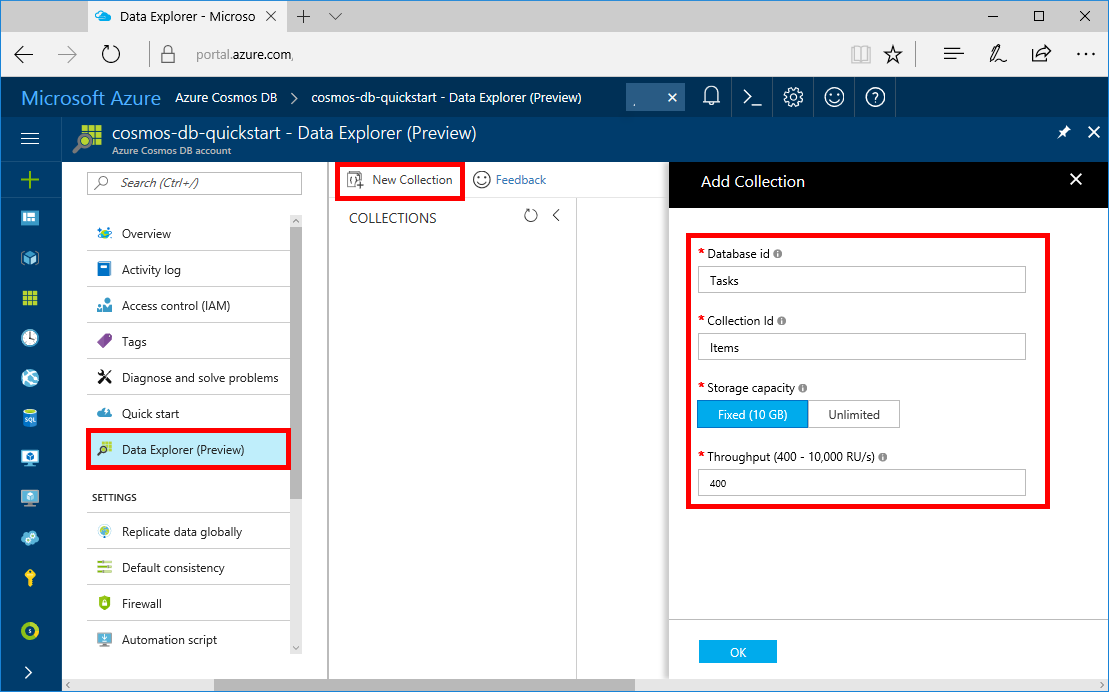 Data Explorer - Microso
portal.azure.com,
Microsoft Azure Azure Cosmos DB > cosmos-db-quickstart - Data Explorer (Preview)
cosmos-db-quickstart - Data Explorer (Preview)
Azure Cosmos DB account
Search (Ctrl+/)
Overview
Activity log
Access control (IAM)
Tags
Diagnose and solve problems
Quick start
Data Explorer (Preview)
SETTINGS
Replicate data globally
Default consistency
Firewall
Automation script
SQL
New Collection
Feedback
COLLECTIONS
Add Collection
* Database id
Tasks
* Collection Id
Items
* Storage capacity
Fixed (10 GB) Unlimited
* Throughput (400 - 10,000 RU/s)
400
OK